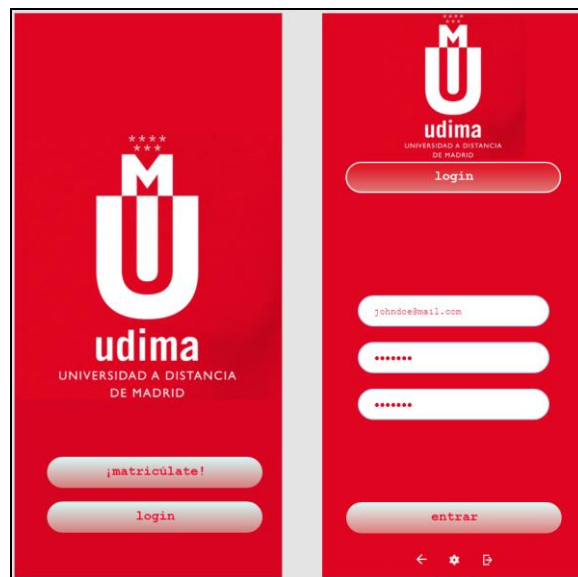 udima
UNIVERSIDAD A DISTANCIA
DE MADRID
¡matricúlate!
login
udima
UNIVERSIDAD A DISTANCIA
DE MADRID
login
johndoe@mail.com
•••••••
•••••••
entrar